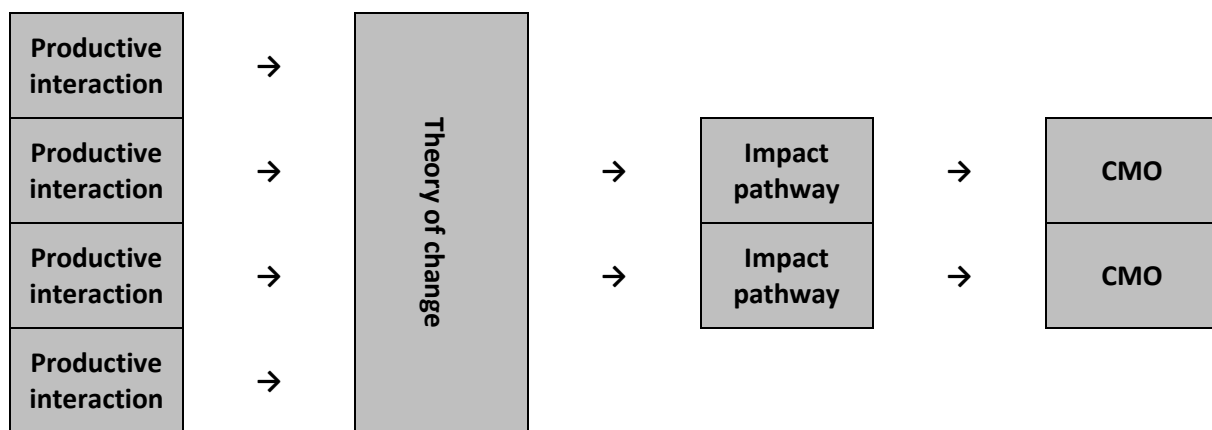 Productive
interaction
→
Productive
interaction
→
Productive
interaction
→
Productive
interaction
→
Theory of change
→
Impact
pathway
→
CMO
→
Impact
pathway
→
CMO